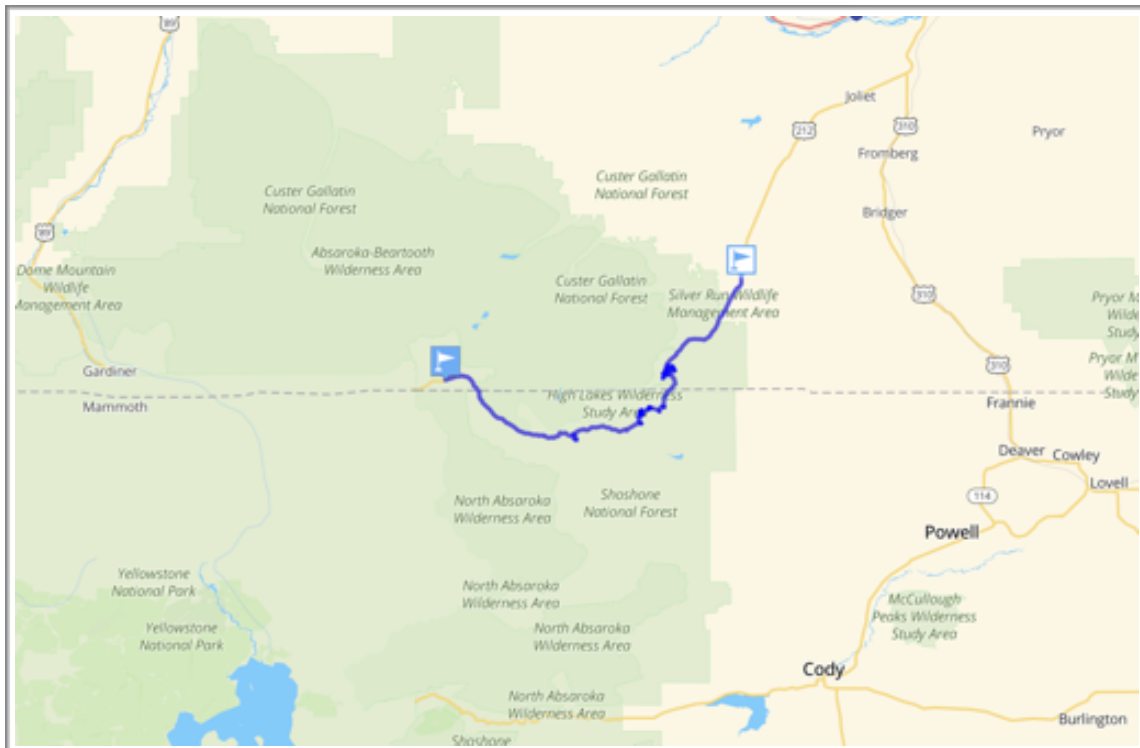 89
Joliet
212
310
Pryor
Fromberg
Custer Gallatin
National Forest
Custer Gallatin
National Forest
Bridger
89
Absaroka-Beartooth
Wilderness Area
Dome Mountain
Wildlife
Management Area
Custer Gallatin
National Forest
Silver Run Wildlife
Management Area
310
Pryor M
Wilde
Study
Gardiner
310
Pryor M
Wilde
Study
Mammoth
High Lakes Wilderness
Study Area
Frannie
Deaver
Cowley
Lovell
114
North Absaroka
Wilderness Area
Shoshone
National Forest
Powell
Yellowstone
National Park
North Absaroka
Wilderness Area
McCullough
Peaks Wilderness
Study Area
Yellowstone
National Park
North Absaroka
Wilderness Area
Cody
North Absaroka
Wilderness Area
Burlington
Shoshone